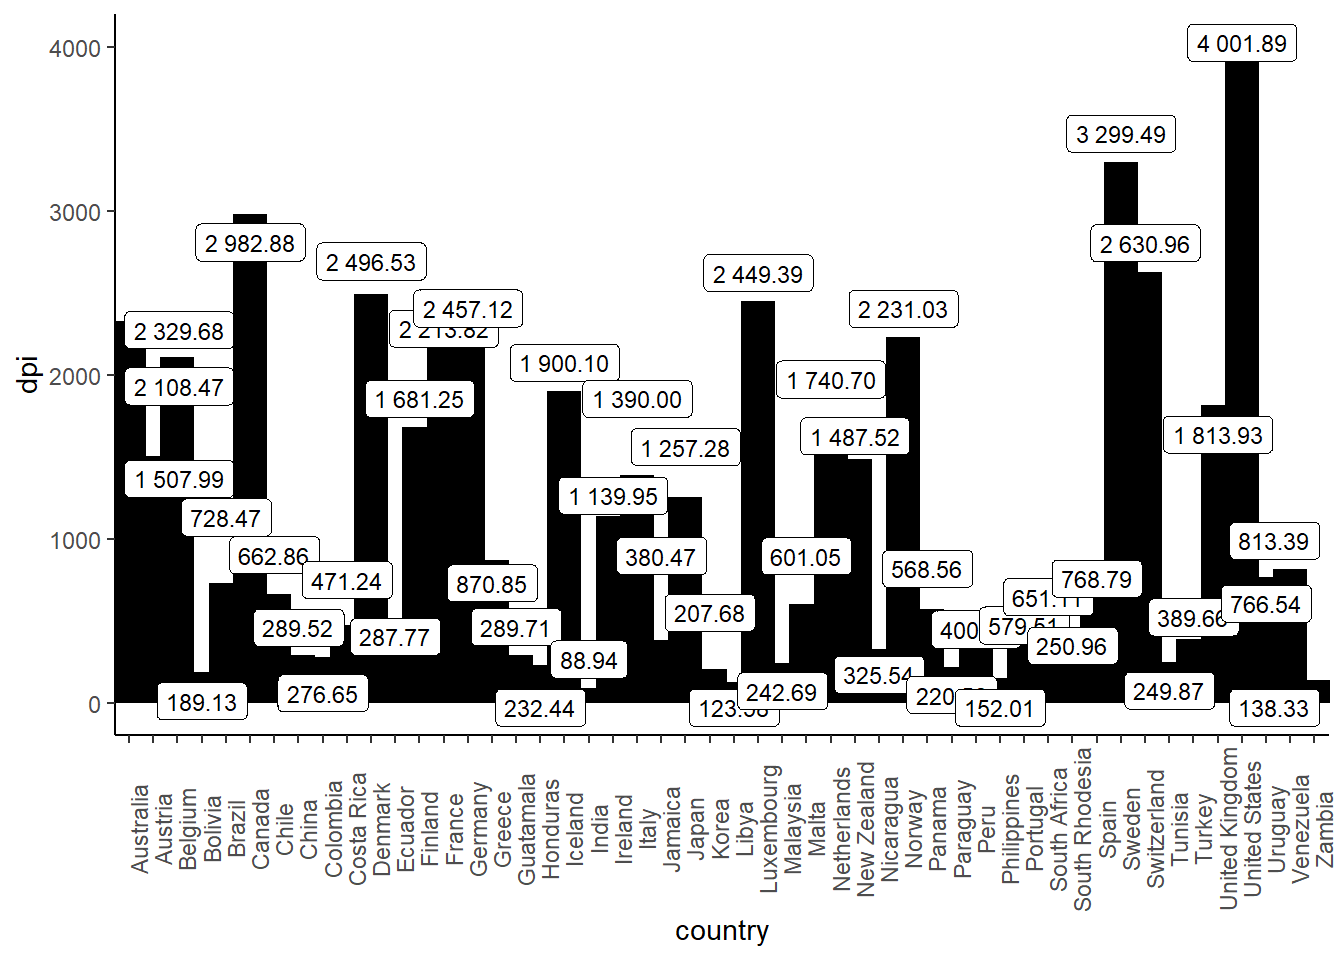 4 001.89
4000
3 299.49
3000
2 982.88
2 630.96
2 496.53
2 449.39
2 457.12
2 231.03
2 329.68
2 213.82
2000
2 108.47
1 900.10
1 740.70
1 681.25
1 390.00
1 507.99
1 257.28
1 487.52
1 813.93
1 139.95
728.47
1000
662.86
471.24
870.85
380.47
601.05
568.56
768.79
813.39
289.52
287.77
289.71
207.68
400
579.51
651.11
250.96
389.66
766.54
88.94
325.54
189.13
276.65
232.44
123.58
242.69
220
152.01
249.87
138.33
0
dpi
Australia
Austria
Belgium
Bolivia
Brazil
Canada
Chile
China
Colombia
Costa Rica
Denmark
Ecuador
Finland
France
Germany
Greece
Guatamala
Honduras
Iceland
India
Ireland
Italy
Jamaica
Japan
Korea
Libya
Luxembourg
Malaysia
Malta
Netherlands
New Zealand
Nicaragua
Norway
Panama
Paraguay
Peru
Philippines
Portugal
South Africa
South Rhodesia
Spain
Sweden
Switzerland
Tunisia
Turkey
United Kingdom
United States
Uruguay
Venezuela
Zambia
country